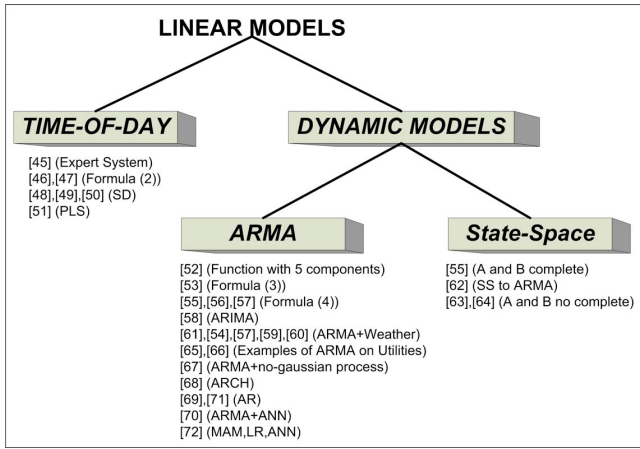 LINEAR MODELS
TIME-OF-DAY
[45] (Expert System)
[46],[47] (Formula (2))
[48],[49],[50] (SD)
[51] (PLS)
DYNAMIC MODELS
ARMA
[52] (Function with 5 components)
[53] (Formula (3))
[55],[56],[57] (Formula (4))
[58] (ARIMA)
[61],[54],[57],[59],[60] (ARMA+Weather)
[65],[66] (Examples of ARMA on Utilities)
[67] (ARMA+no-gaussian process)
[68] (ARCH)
[69],[71] (AR)
[70] (ARMA+ANN)
[72] (MAM,LR,ANN)
State-Space
[55] (A and B complete)
[62] (SS to ARMA)
[63],[64] (A and B no complete)